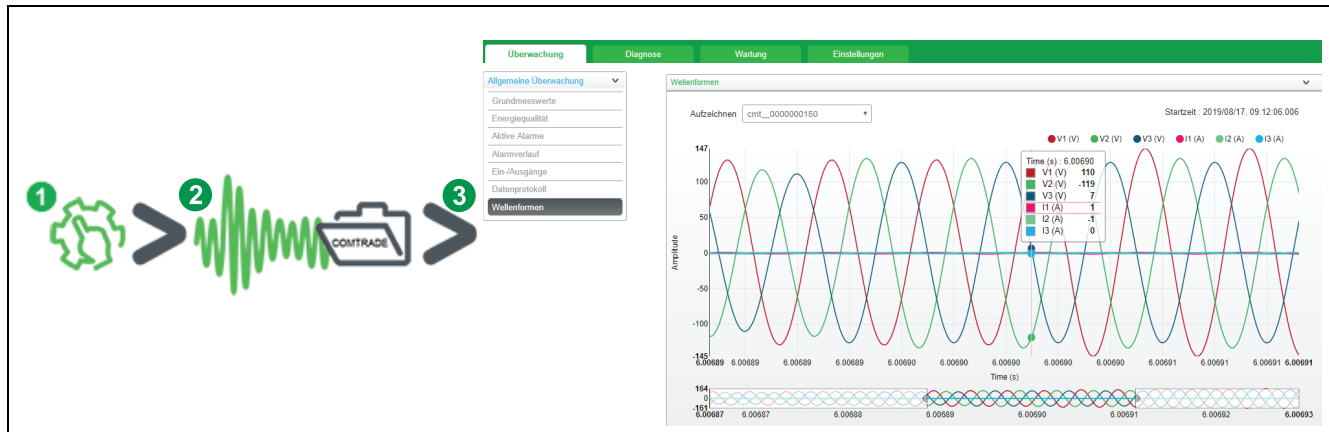 1
2
COMTRADE
3
Überwachung Diagnose Wartung Einstellungen
Allgemeine Überwachung
Grundmesswerte
Energiequalität
Aktive Alarme
Alarmverlauf
Ein-/Ausgänge
Datenprotokoll
Wellenformen
Wellenformen
Aufzeichnen cmt__0000000150 Startzeit : 2019/08/17, 09:12:06.006
V1 (V) V2 (V) V3 (V) I1 (A) I2 (A) I3 (A)
Time (s) : 6.00690
V1 (V) 110
V2 (V) -119
V3 (V) 7
I1 (A) 1
I2 (A) -1
I3 (A) 0
Amplitude
147
100
50
0
-50
-100
-145
6.00689 6.00689 6.00689 6.00689 6.00690 6.00690 6.00690 6.00690 6.00690 6.00691 6.00691 6.00691 6.00691
Time (s)
164
0
-161
6.00687 6.00687 6.00688 6.00689 6.00690 6.00691 6.00692 6.00693